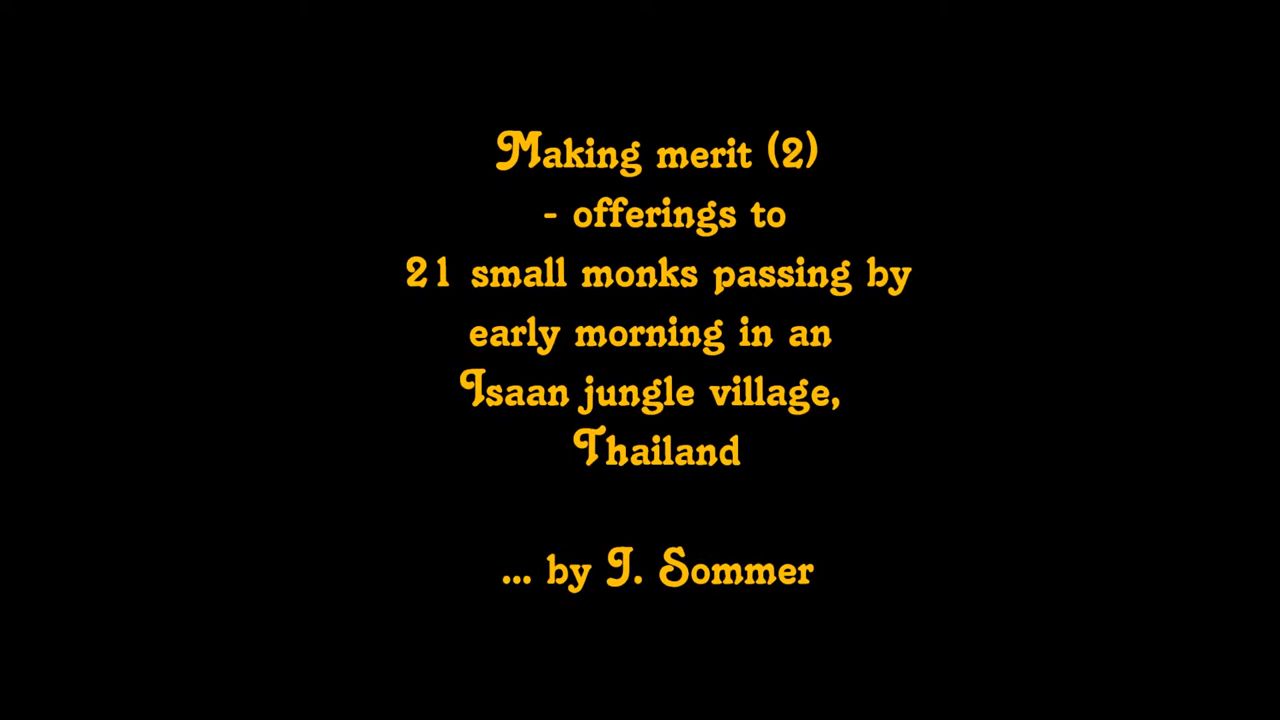 Making merit (2)
- offerings to
21 small monks passing by
early morning in an
Isaan jungle village,
Thailand
... by J. Sommer